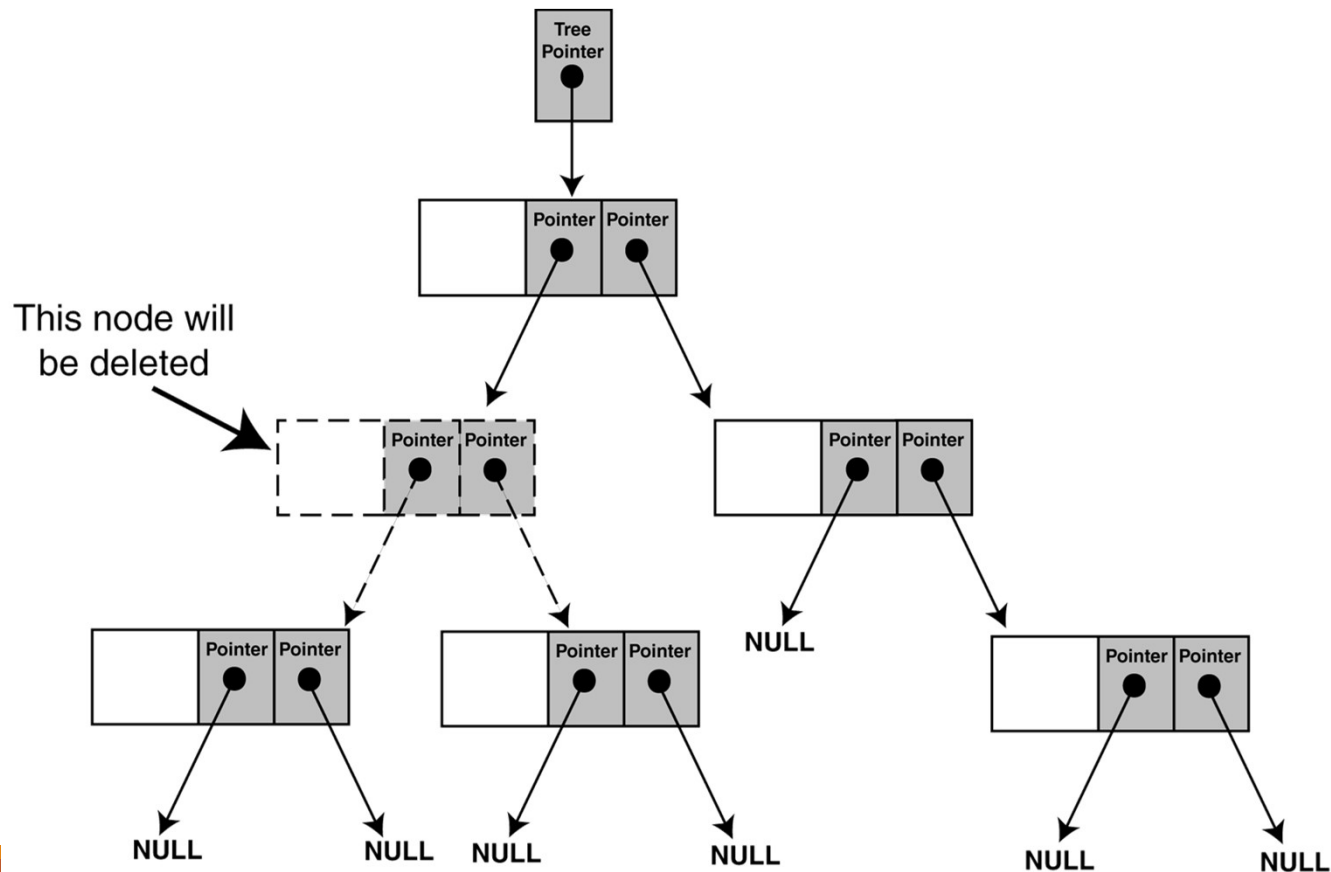 Tree
Pointer
Pointer Pointer
This node will
be deleted
Pointer Pointer
Pointer Pointer
NULL
Pointer Pointer
Pointer Pointer
Pointer Pointer
NULL
NULL
NULL
NULL
NULL
NULL